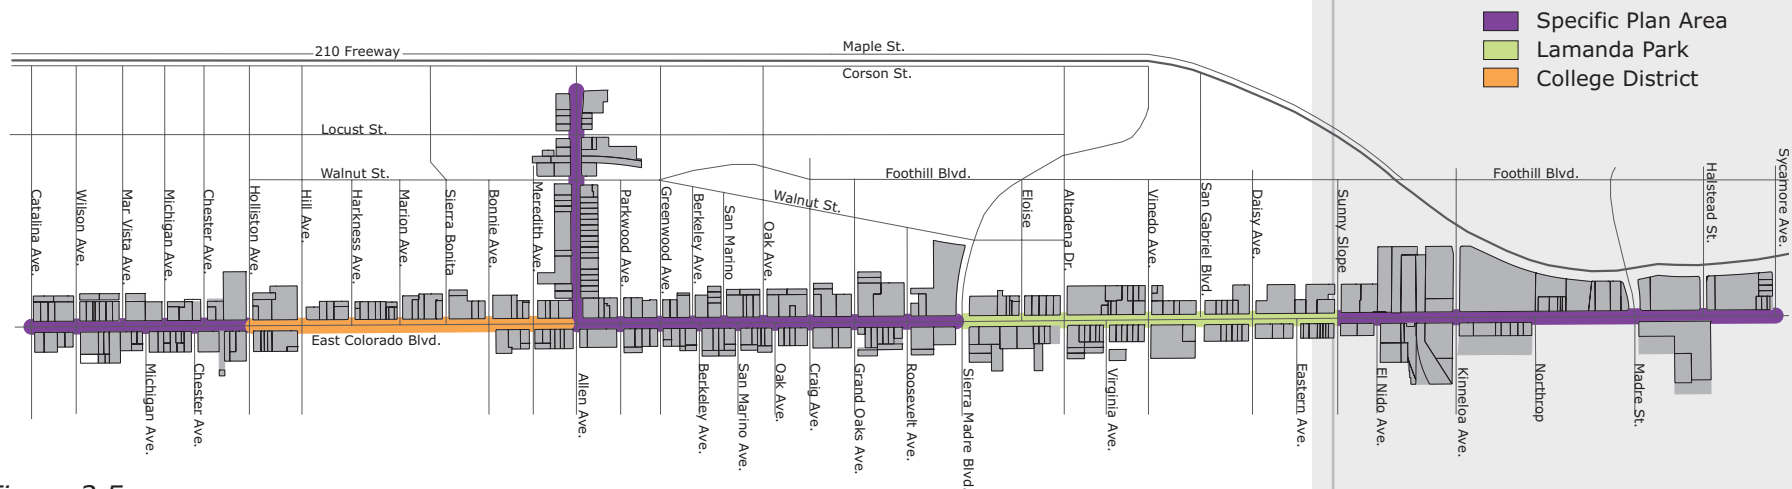 Specific Plan Area
Lamanda Park
College District
210 Freeway
Maple St.
Corson St.
Locust St.
Walnut St.
Foothill Blvd.
Foothill Blvd.
Walnut St.
Catalina Ave.
Wilson Ave.
Mar Vista Ave.
Michigan Ave.
Chester Ave.
Holliston Ave.
Hill Ave.
Harkness Ave.
Marion Ave.
Sierra Bonita
Bonnie Ave.
Meredith Ave.
Parkwood Ave.
Greenwood Ave.
Berkeley Ave.
San Marino
Oak Ave.
Eloise
Altadena Dr.
Vinedo Ave.
San Gabriel Blvd.
Daisy Ave.
Sunny Slope
Halstead St.
Sycamore Ave.
East Colorado Blvd.
Michigan Ave.
Chester Ave.
Allen Ave.
Berkeley Ave.
San Marino Ave.
Oak Ave.
Craig Ave.
Grand Oaks Ave.
Roosevelt Ave.
Sierra Madre Blvd.
Virginia Ave.
Eastern Ave.
El Nido Ave.
Kinneloa Ave.
Northrop
Madre St.